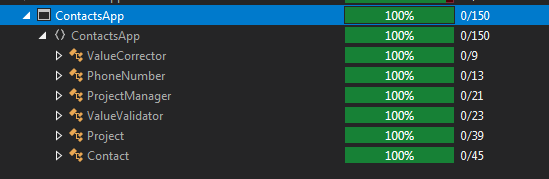 ContactsApp 100% 0/150
ContactsApp 100% 0/150
ValueCorrector 100% 0/9
PhoneNumber 100% 0/13
ProjectManager 100% 0/21
ValueValidator 100% 0/23
Project 100% 0/39
Contact 100% 0/45